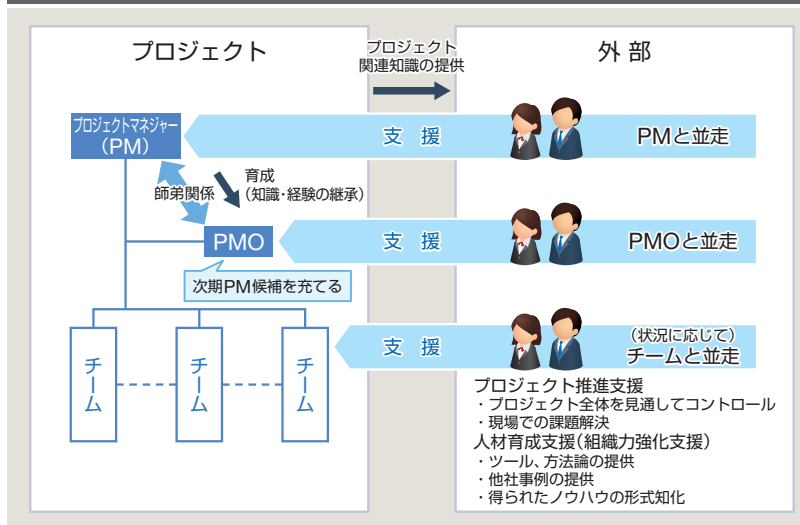 プロジェクト
プロジェクト
関連知識の提供
外部
プロジェクトマネジャー
(PM)
支援
PMと並走
師弟関係
育成
(知識・経験の継承)
PMO
支援
PMOと並走
次期PM候補を充てる
チーム
チーム
チーム
支援
(状況に応じて)
チームと並走
プロジェクト推進支援
・プロジェクト全体を見通してコントロール
・現場での課題解決
人材育成支援(組織力強化支援)
・ツール、方法論の提供
・他社事例の提供
・得られたノウハウの形式知化